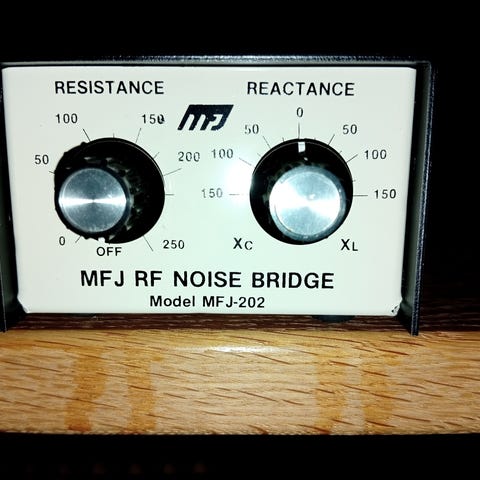 RESISTANCE
REACTANCE
MFJ
0
50
100
150
200
250
OFF
150
100
50
0
50
100
150
XC
XL
MFJ RF NOISE BRIDGE
Model MFJ-202